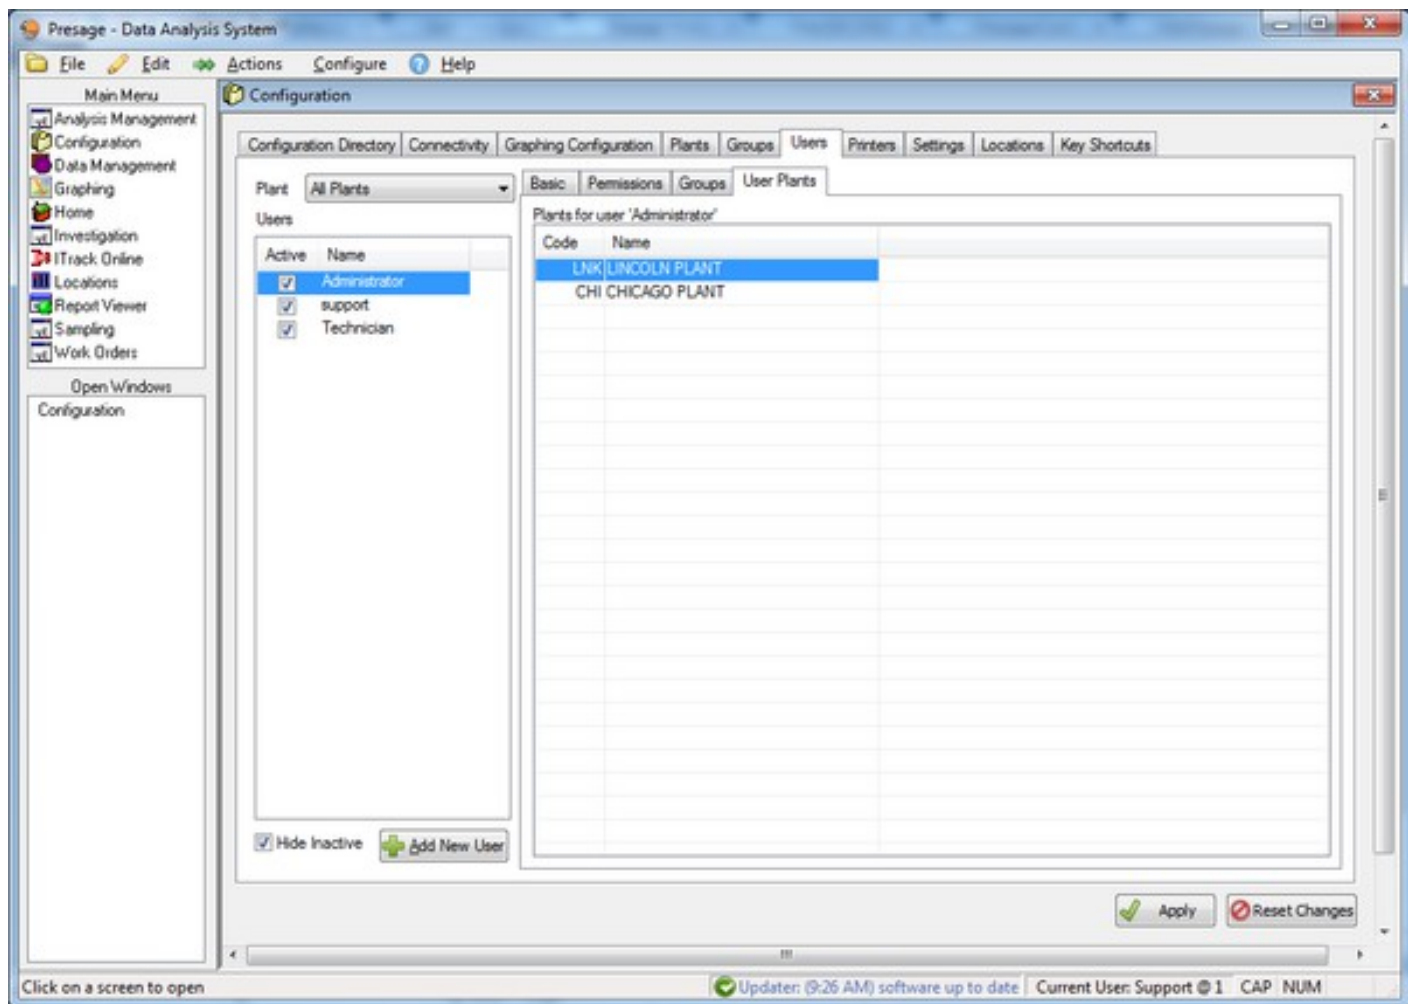 Presage - Data Analysis System
File Edit Actions Configure Help
Main Menu
Analysis Management
Configuration
Data Management
Graphing
Home
Investigation
ITrack Online
Locations
Report Viewer
Sampling
Work Orders
Open Windows
Configuration
Configuration
Configuration Directory Connectivity Graphing Configuration Plants Groups Users Printers Settings Locations Key Shortcuts
Plant All Plants
Users
Active Name
Administrator
support
Technician
Hide Inactive Add New User
Basic Permissions Groups User Plants
Plants for user 'Administrator'
Code Name
LNK LINCOLN PLANT
CHI CHICAGO PLANT
Apply Reset Changes
Click on a screen to open Updater: (9:26 AM) software up to date Current User: Support @ 1 CAP NUM